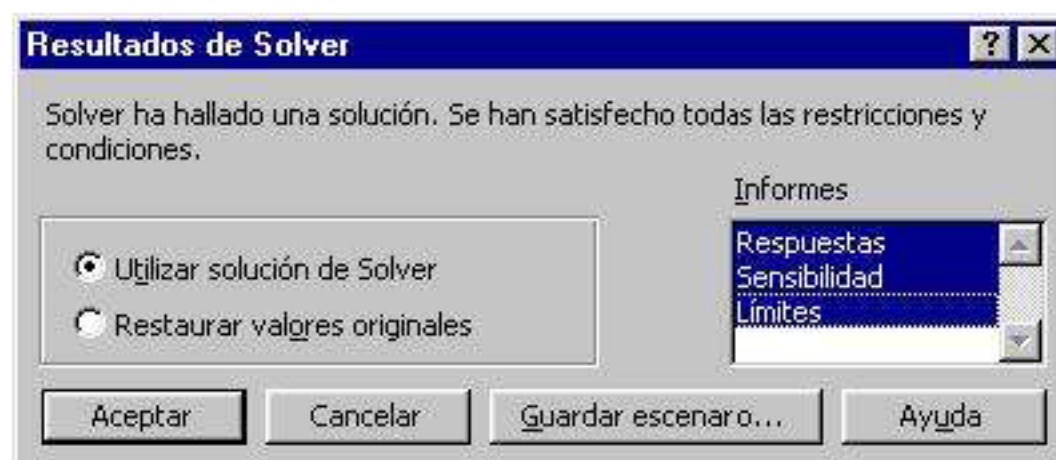 Resultados de Solver
Solver ha hallado una solución. Se han satisfecho todas las restricciones y
condiciones.
Informes
Utilizar solución de Solver
Restaurar valores originales
Respuestas
Sensibilidad
Límites
Aceptar
Cancelar
Guardar escenaro...
Ayuda